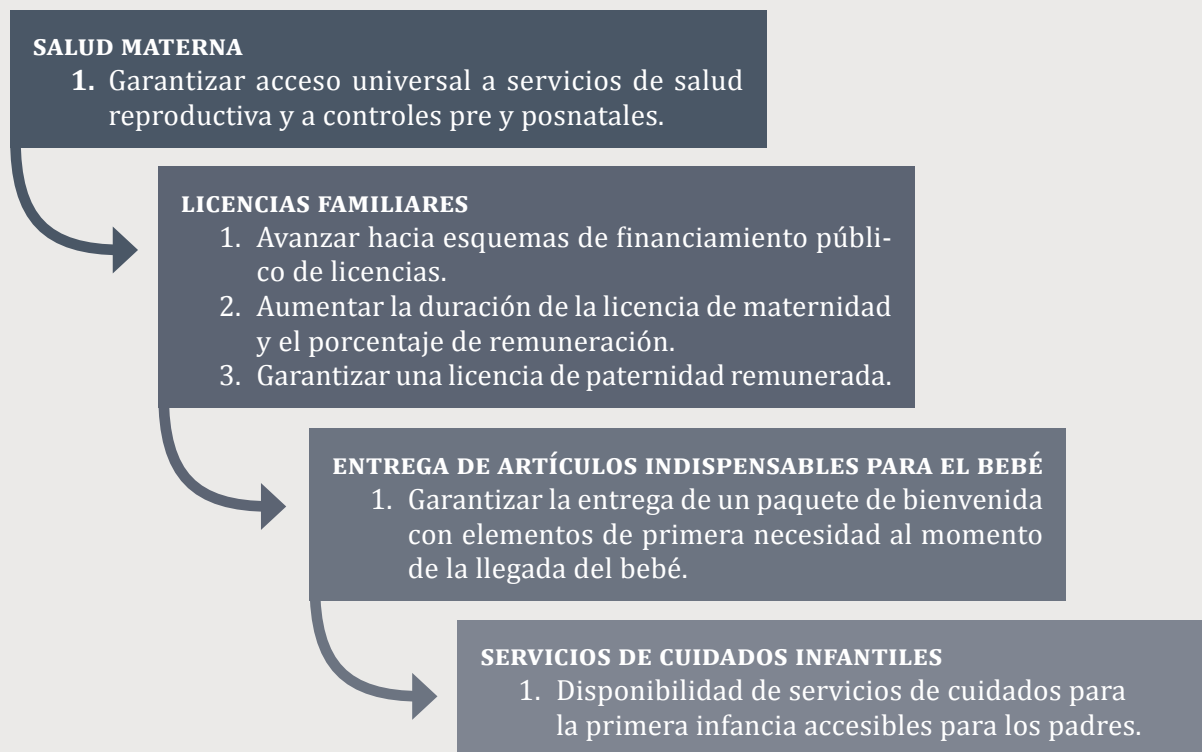 SALUD MATERNA
1. Garantizar acceso universal a servicios de salud
reproductiva y a controles pre y posnatales.
LICENCIAS FAMILIARES
1. Avanzar hacia esquemas de financiamiento públi-
co de licencias.
2. Aumentar la duración de la licencia de maternidad
y el porcentaje de remuneración.
3. Garantizar una licencia de paternidad remunerada.
ENTREGA DE ARTÍCULOS INDISPENSABLES PARA EL BEBÉ
1. Garantizar la entrega de un paquete de bienvenida
con elementos de primera necesidad al momento
de la llegada del bebé.
SERVICIOS DE CUIDADOS INFANTILES
1. Disponibilidad de servicios de cuidados para
la primera infancia accesibles para los padres.